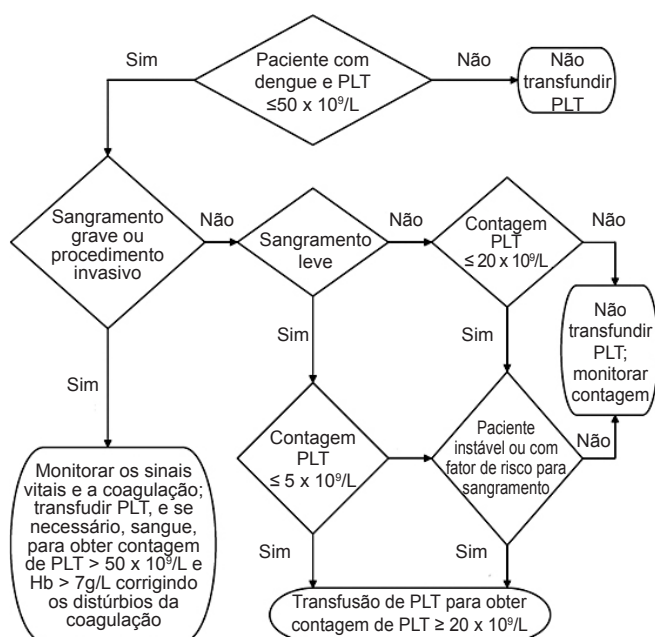 Sim
Paciente com
dengue e PLT
≤50 x 10⁹/L
Não
Não
transfundir
PLT
Sangramento
grave ou
procedimento
invasivo
Não
Sangramento
leve
Não
Contagem
PLT
≤ 20 x 10⁹/L
Não
transfundir
PLT;
monitorar
contagem
Sim
Sim
Sim
Contagem
PLT
≤ 5 x 10⁹/L
Paciente
instável ou com
fator de risco para
sangramento
Não
Monitorar os sinais
vitais e a coagulação;
transfudir PLT, e se
necessário, sangue,
para obter contagem
de PLT > 50 x 10⁹/L e
Hb > 7g/L corrigindo
os distúrbios da
coagulação
Sim
Sim
Transfusão de PLT para obter
contagem de PLT ≥ 20 x 10⁹/L